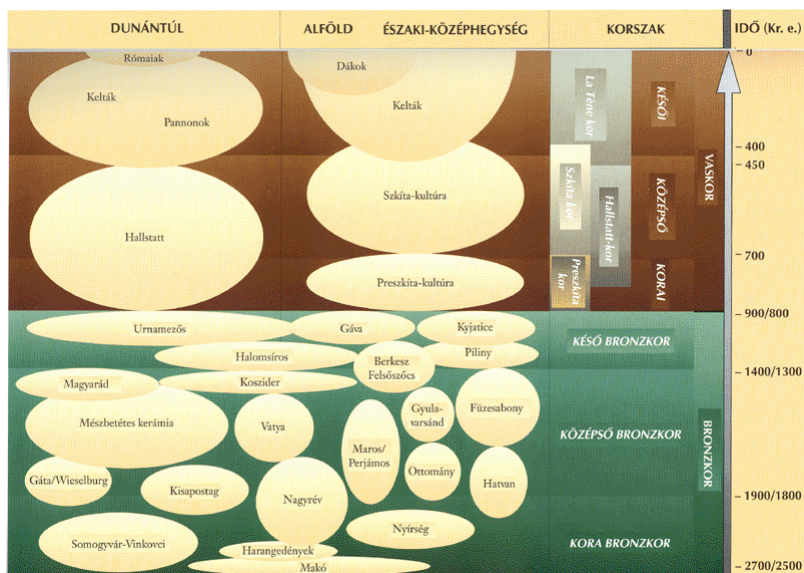 DUNÁNTÚL
ALFÖLD
ÉSZAKI-KÖZÉPHEGYSÉG
KORSZAK
IDŐ (Kr. e.)
Rómaiak
Kelták
Pannonok
Dákok
Kelták
La Tène kor
KÉSŐI
0
400
450
Hallstatt
Szkíta-kultúra
Szkíta kor
Hallstatt-kor
KÖZÉPSŐ
VASKOR
700
Preszkíta-kultúra
Preszkíta
kor
KORAI
900/800
Urnamezős
Gáva
Kyjatice
Halomsíros
Berkesz
Felsőszőcs
Piliny
KÉSŐ BRONZKOR
1400/1300
Magyarád
Koszider
Mészbetétes kerámia
Vatya
Maros/
Perjámos
Gyula-
varsánd
Füzesabony
KÖZÉPSŐ BRONZKOR
BRONZKOR
Gáta/Wieselburg
Kisapostag
Nagyrév
Ottomány
Hatvan
1900/1800
Somogyvár-Vinkovci
Harangedények
Makó
Nyírség
KORA BRONZKOR
2700/2500